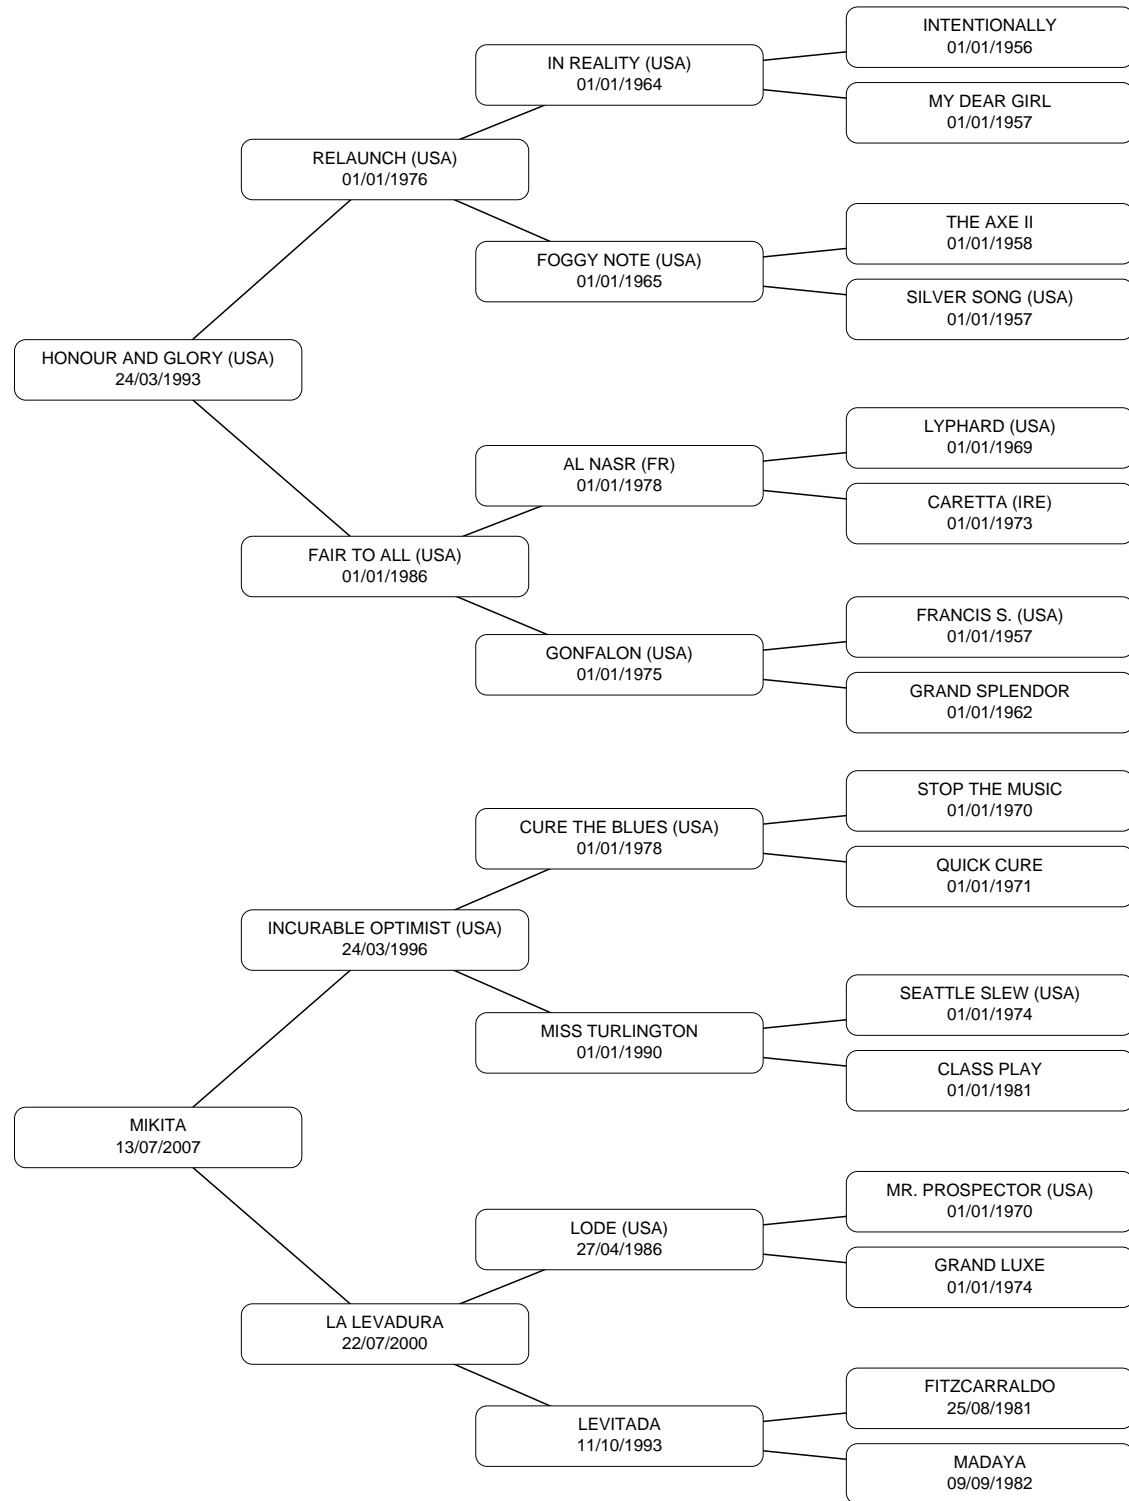 INTENTIONALLY
01/01/1956
IN REALITY (USA)
01/01/1964
MY DEAR GIRL
01/01/1957
RELAUNCH (USA)
01/01/1976
THE AXE II
01/01/1958
FOGGY NOTE (USA)
01/01/1965
SILVER SONG (USA)
01/01/1957
HONOUR AND GLORY (USA)
24/03/1993
LYPHARD (USA)
01/01/1969
AL NASR (FR)
01/01/1978
CARETTA (IRE)
01/01/1973
FAIR TO ALL (USA)
01/01/1986
FRANCIS S. (USA)
01/01/1957
GONFALON (USA)
01/01/1975
GRAND SPLENDOR
01/01/1962
STOP THE MUSIC
01/01/1970
CURE THE BLUES (USA)
01/01/1978
QUICK CURE
01/01/1971
INCURABLE OPTIMIST (USA)
24/03/1996
SEATTLE SLEW (USA)
01/01/1974
MISS TURLINGTON
01/01/1990
CLASS PLAY
01/01/1981
MIKITA
13/07/2007
MR. PROSPECTOR (USA)
01/01/1970
LODE (USA)
27/04/1986
GRAND LUXE
01/01/1974
LA LEVADURA
22/07/2000
FITZCARRALDO
25/08/1981
LEVITADA
11/10/1993
MADAYA
09/09/1982